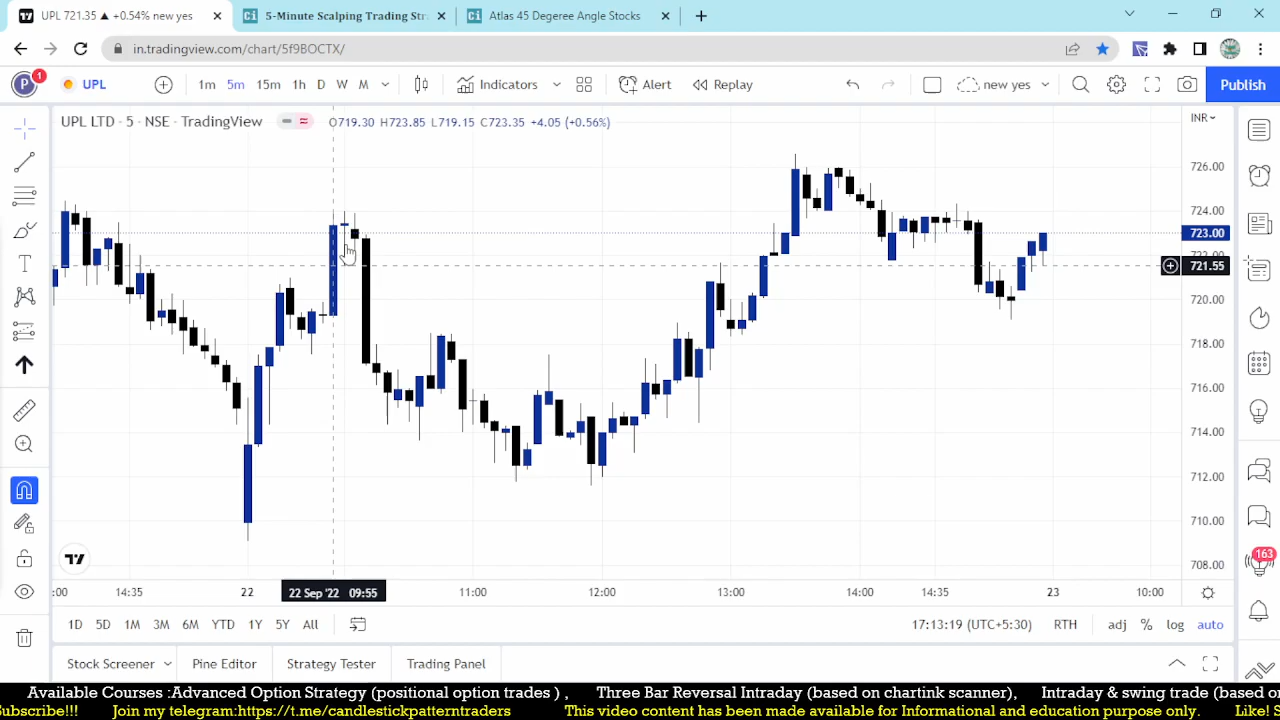 UPL 721.35 ▲ +0.54% new yes
5-Minute Scalping Trading Str
Atlas 45 Degeree Angle Stocks
in.tradingview.com/chart/5f9BOCTX/
P 1 UPL 1m 5m 15m 1h D W M Indicators Alert Replay new yes Publish
UPL LTD · 5 · NSE · TradingView O719.30 H723.85 L719.15 C723.35 +4.05 (+0.56%)
INR
726.00
724.00
723.00
721.55
720.00
718.00
716.00
714.00
712.00
710.00
708.00
163
:00 14:35 22 22 Sep '22 09:55 11:00 12:00 13:00 14:00 14:35 23 10:00
1D 5D 1M 3M 6M YTD 1Y 5Y All 17:13:19 (UTC+5:30) RTH adj % log auto
Stock Screener Pine Editor Strategy Tester Trading Panel
Available Courses :Advanced Option Strategy (positional option trades ) , Three Bar Reversal Intraday (based on chartink scanner), Intraday & swing trade (based on
Subscribe!!! Join my telegram:https://t.me/candlestickpatterntraders This video content has been made available for Informational and education purpose only. Like! S